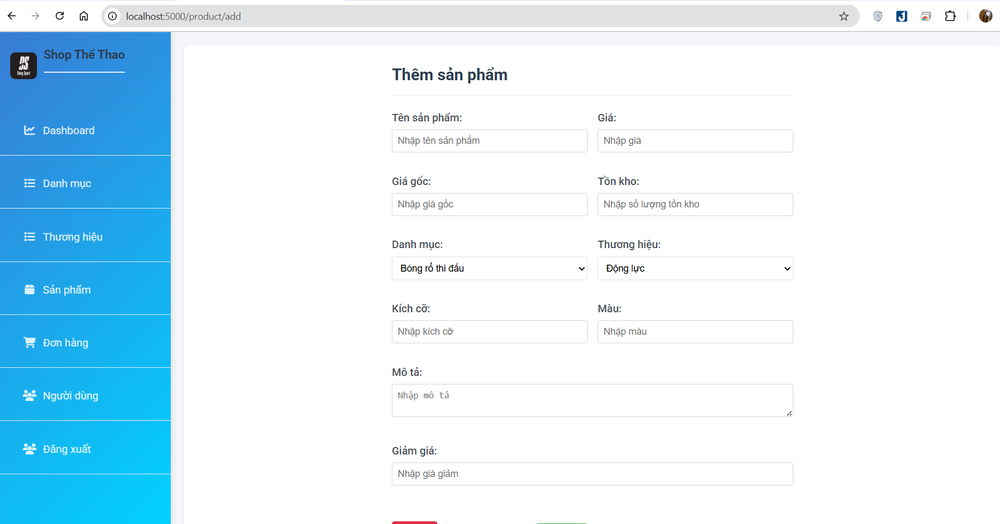 localhost:5000/product/add
Shop Thể Thao
DS
Dũng Sport
Dashboard
Danh mục
Thương hiệu
Sản phẩm
Đơn hàng
Người dùng
Đăng xuất
Thêm sản phẩm
Tên sản phẩm:
Nhập tên sản phẩm
Giá:
Nhập giá
Giá gốc:
Nhập giá gốc
Tồn kho:
Nhập số lượng tồn kho
Danh mục:
Bóng rổ thi đấu
Thương hiệu:
Động lực
Kích cỡ:
Nhập kích cỡ
Màu:
Nhập màu
Mô tả:
Nhập mô tả
Giảm giá:
Nhập giá giảm